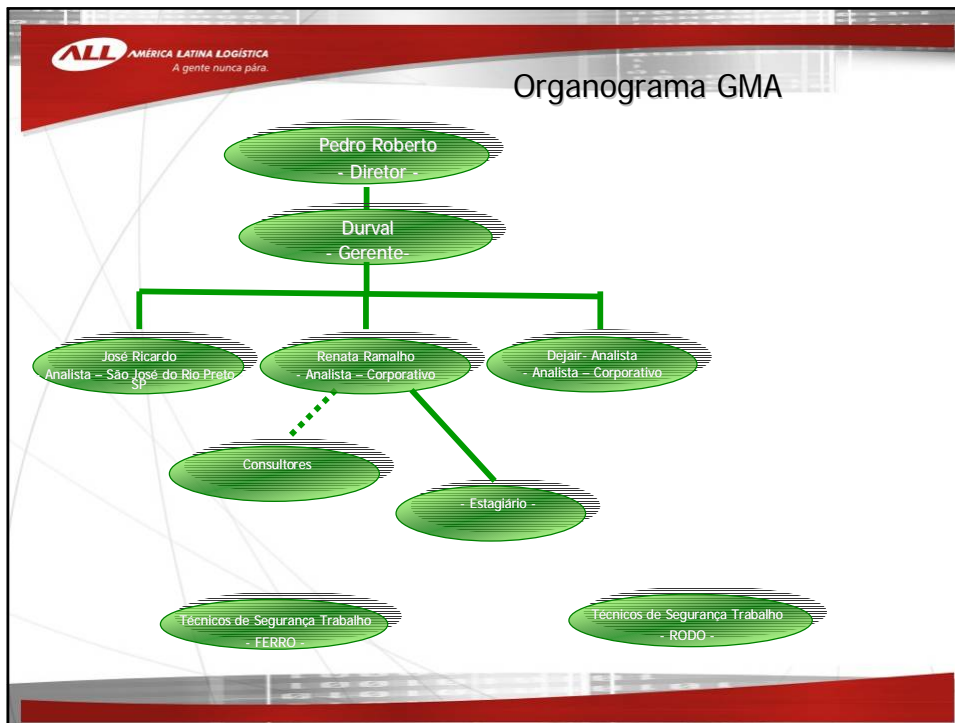 ALL AMÉRICA LATINA LOGÍSTICA
A gente nunca pára.
Organograma GMA
Pedro Roberto
- Diretor -
Durval
- Gerente-
José Ricardo
Analista – São José do Rio Preto
SP
Renata Ramalho
- Analista – Corporativo
Dejair- Analista
- Analista – Corporativo
Consultores
- Estagiário -
Técnicos de Segurança Trabalho
- FERRO -
Técnicos de Segurança Trabalho
- RODO -